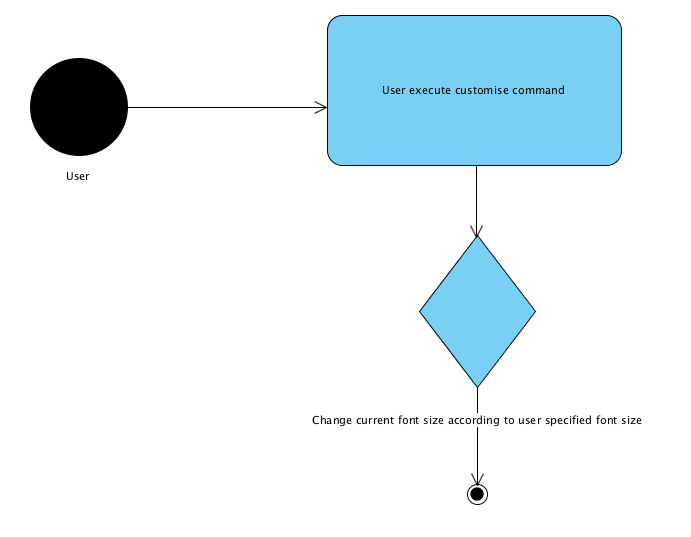 User execute customise command
User
Change current font size according to user specified font size